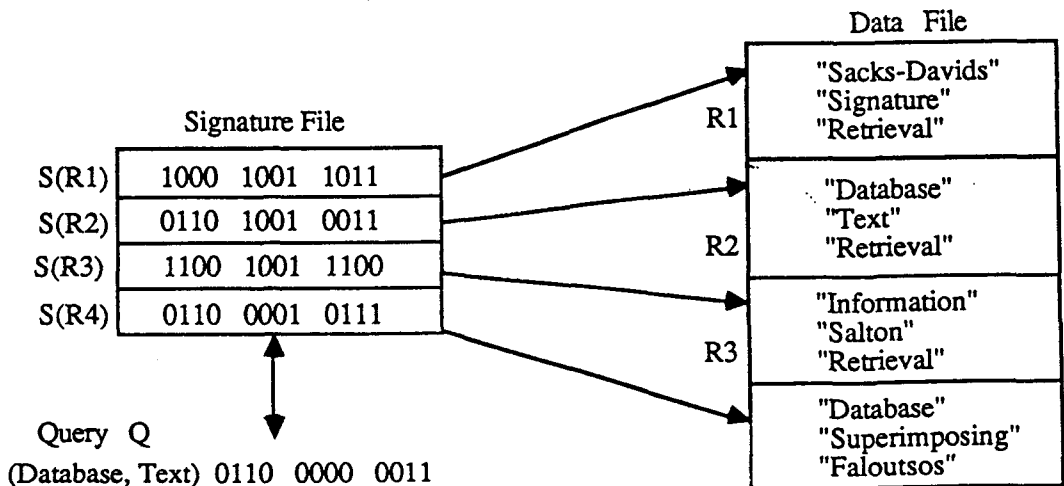 Data File
"Sacks-Davids"
"Signature"
R1
"Retrieval"
Signature File
S(R1) 1000 1001 1011
S(R2) 0110 1001 0011
S(R3) 1100 1001 1100
S(R4) 0110 0001 0111
"Database"
"Text"
R2
"Retrieval"
"Information"
"Salton"
R3
"Retrieval"
"Database"
"Superimposing"
"Faloutsos"
Query Q
(Database, Text) 0110 0000 0011